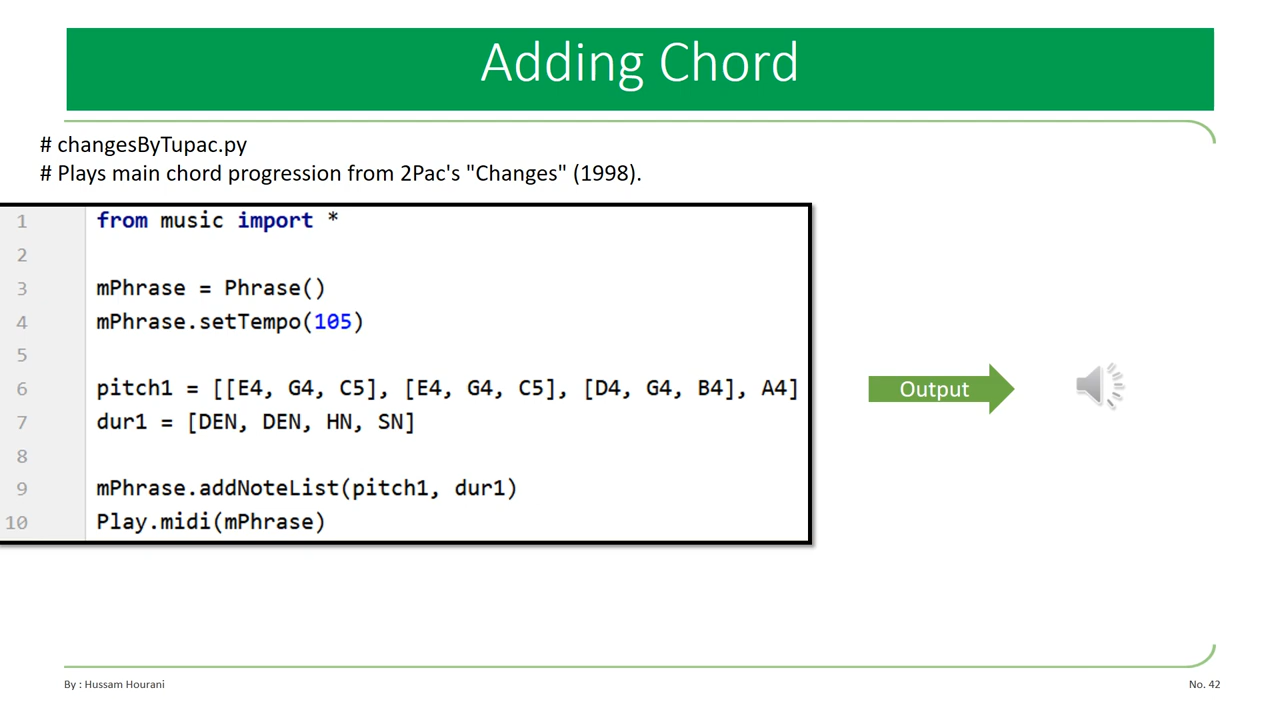 Adding Chord
# changesByTupac.py
# Plays main chord progression from 2Pac's "Changes" (1998).
1 from music import *
2
3 mPhrase = Phrase()
4 mPhrase.setTempo(105)
5
6 pitch1 = [[E4, G4, C5], [E4, G4, C5], [D4, G4, B4], A4]
7 dur1 = [DEN, DEN, HN, SN]
8
9 mPhrase.addNoteList(pitch1, dur1)
10 Play.midi(mPhrase)
Output
By : Hussam Hourani
No. 42